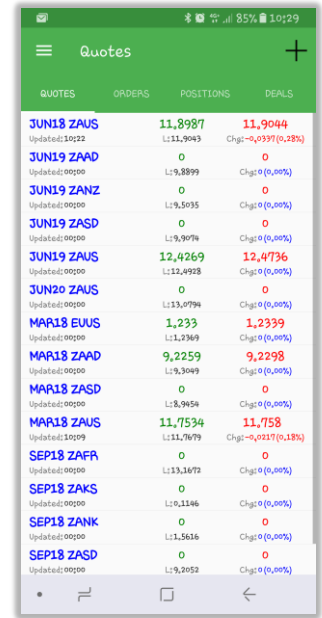 85% 10:29
Quotes
QUOTES ORDERS POSITIONS DEALS
JUN18 ZAUS 11,8987 11,9044
Updated: 10:22 L: 11,9043 Chg: -0,0337 (0,28%)
JUN19 ZAAD 0 0
Updated: 00:00 L: 9,8899 Chg: 0 (0,00%)
JUN19 ZANZ 0 0
Updated: 00:00 L: 9,5035 Chg: 0 (0,00%)
JUN19 ZASD 0 0
Updated: 00:00 L: 9,9074 Chg: 0 (0,00%)
JUN19 ZAUS 12,4269 12,4736
Updated: 00:00 L: 12,4928 Chg: 0 (0,00%)
JUN20 ZAUS 0 0
Updated: 00:00 L: 13,0794 Chg: 0 (0,00%)
MAR18 EUUS 1,233 1,2339
Updated: 00:00 L: 1,2369 Chg: 0 (0,00%)
MAR18 ZAAD 9,2259 9,2298
Updated: 00:00 L: 9,3049 Chg: 0 (0,00%)
MAR18 ZASD 0 0
Updated: 00:00 L: 8,9454 Chg: 0 (0,00%)
MAR18 ZAUS 11,7534 11,758
Updated: 10:09 L: 11,7679 Chg: -0,0217 (0,18%)
SEP18 ZAFR 0 0
Updated: 00:00 L: 13,1672 Chg: 0 (0,00%)
SEP18 ZAKS 0 0
Updated: 00:00 L: 0,1146 Chg: 0 (0,00%)
SEP18 ZANK 0 0
Updated: 00:00 L: 1,5616 Chg: 0 (0,00%)
SEP18 ZASD 0 0
Updated: 00:00 L: 9,2052 Chg: 0 (0,00%)